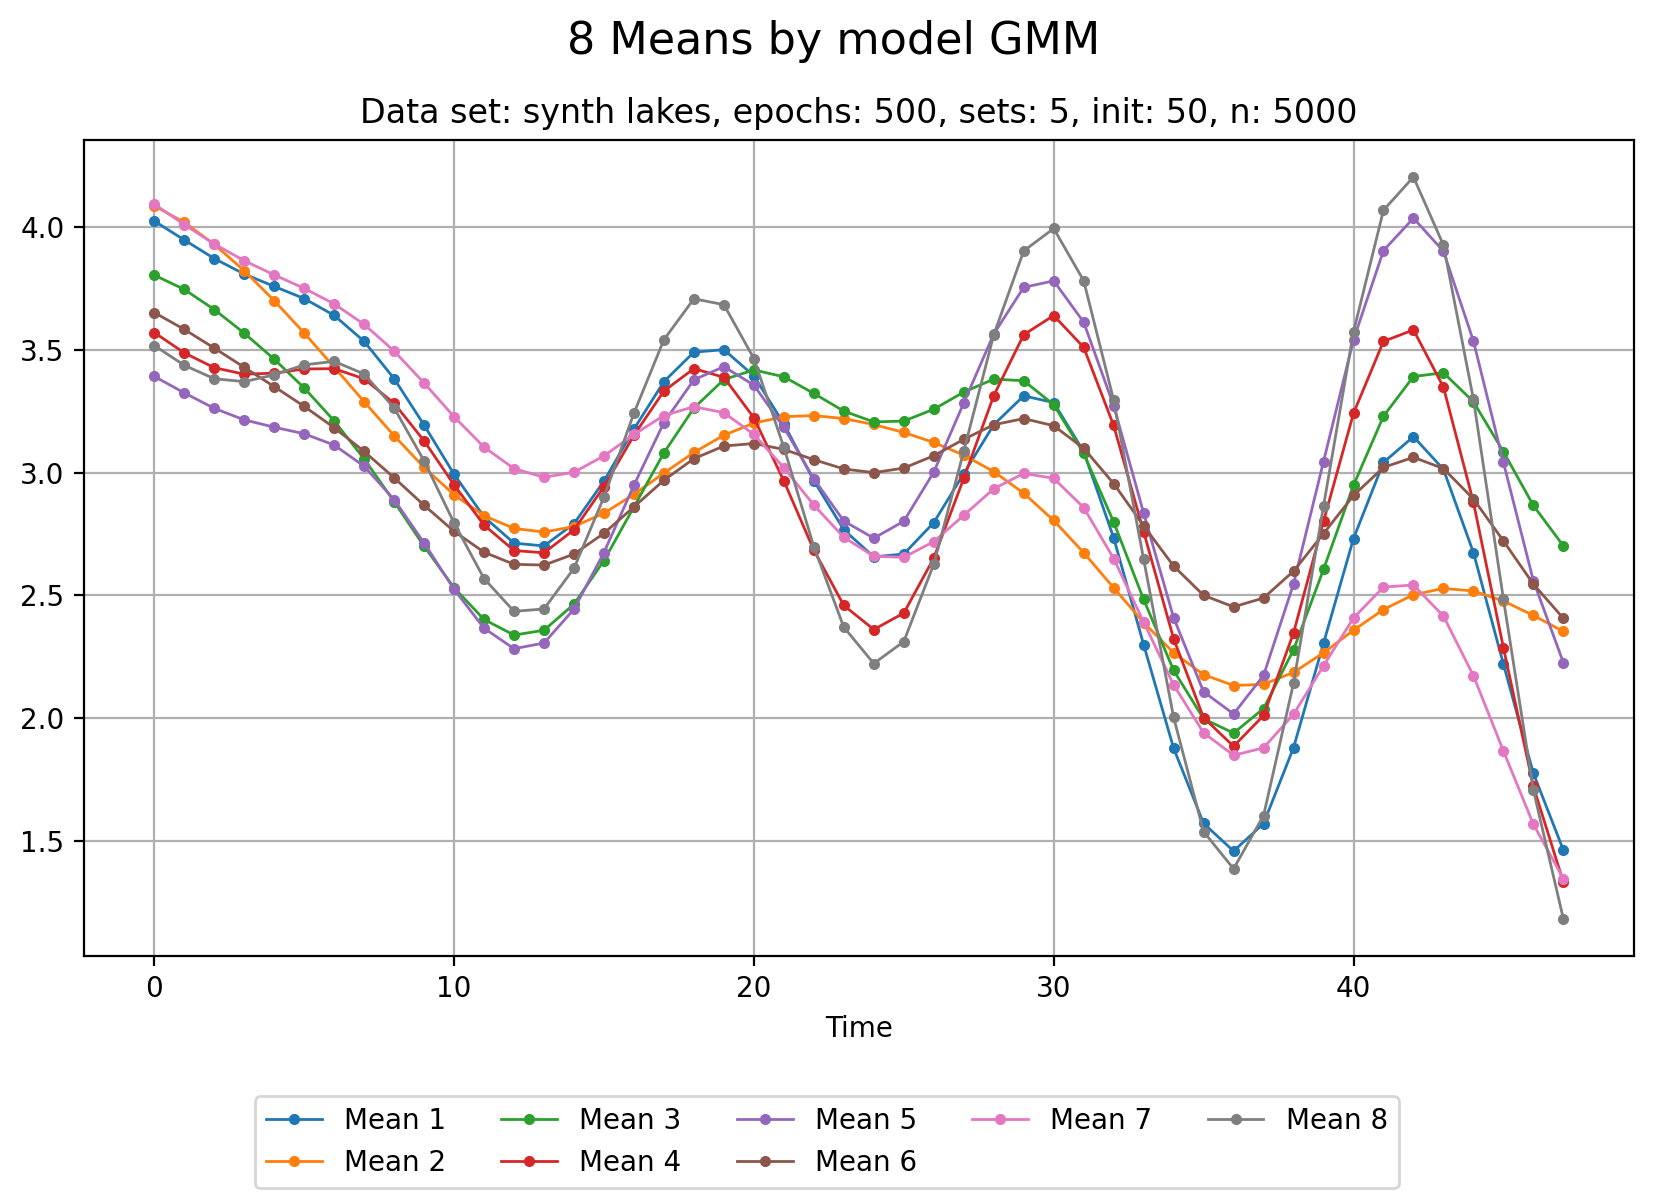 8 Means by model GMM
Data set: synth lakes, epochs: 500, sets: 5, init: 50, n: 5000
4.0
3.5
3.0
2.5
2.0
1.5
0 10 20 30 40
Time
Mean 1 Mean 3 Mean 5 Mean 7 Mean 8
Mean 2 Mean 4 Mean 6